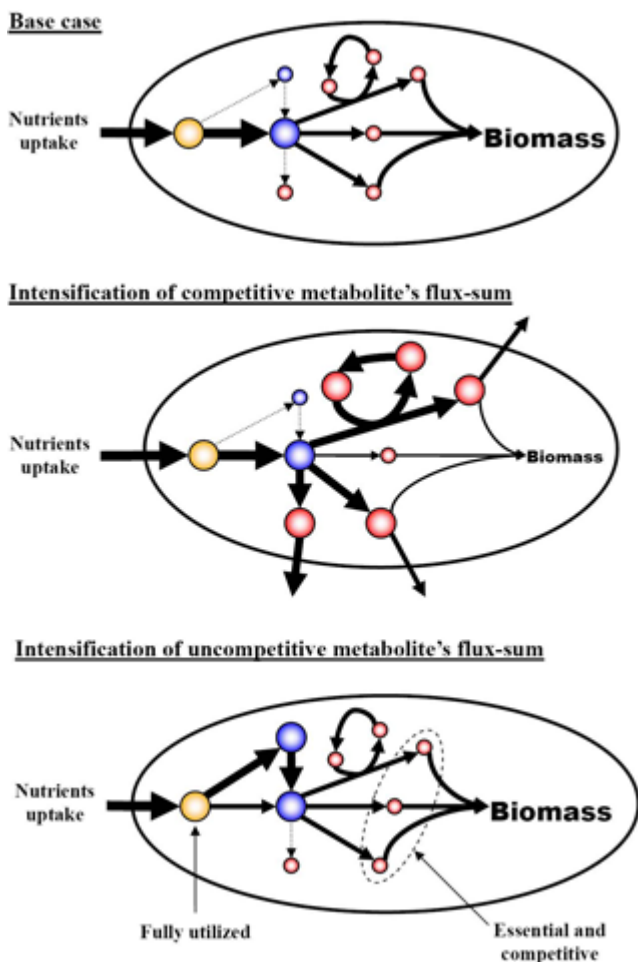 Base case
Nutrients
uptake
Biomass
Intensification of competitive metabolite's flux-sum
Nutrients
uptake
Biomass
Intensification of uncompetitive metabolite's flux-sum
Nutrients
uptake
Biomass
Fully utilized
Essential and
competitive